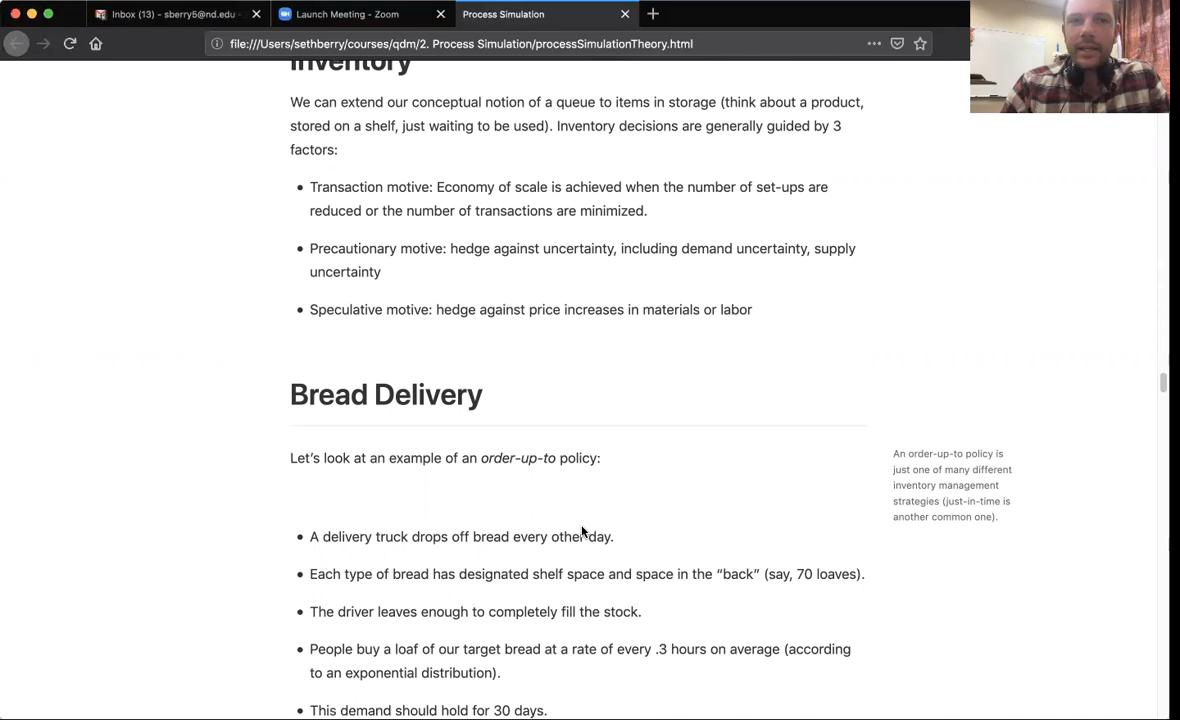 Inbox (13) - sberry5@nd.edu
Launch Meeting - Zoom
Process Simulation
file:///Users/sethberry/courses/qdm/2. Process Simulation/processSimulationTheory.html
Inventory
We can extend our conceptual notion of a queue to items in storage (think about a product,
stored on a shelf, just waiting to be used). Inventory decisions are generally guided by 3
factors:
• Transaction motive: Economy of scale is achieved when the number of set-ups are
reduced or the number of transactions are minimized.
• Precautionary motive: hedge against uncertainty, including demand uncertainty, supply
uncertainty
• Speculative motive: hedge against price increases in materials or labor
Bread Delivery
Let’s look at an example of an order-up-to policy:
An order-up-to policy is
just one of many different
inventory management
strategies (just-in-time is
another common one).
• A delivery truck drops off bread every other day.
• Each type of bread has designated shelf space and space in the “back” (say, 70 loaves).
• The driver leaves enough to completely fill the stock.
• People buy a loaf of our target bread at a rate of every .3 hours on average (according
to an exponential distribution).
• This demand should hold for 30 days.